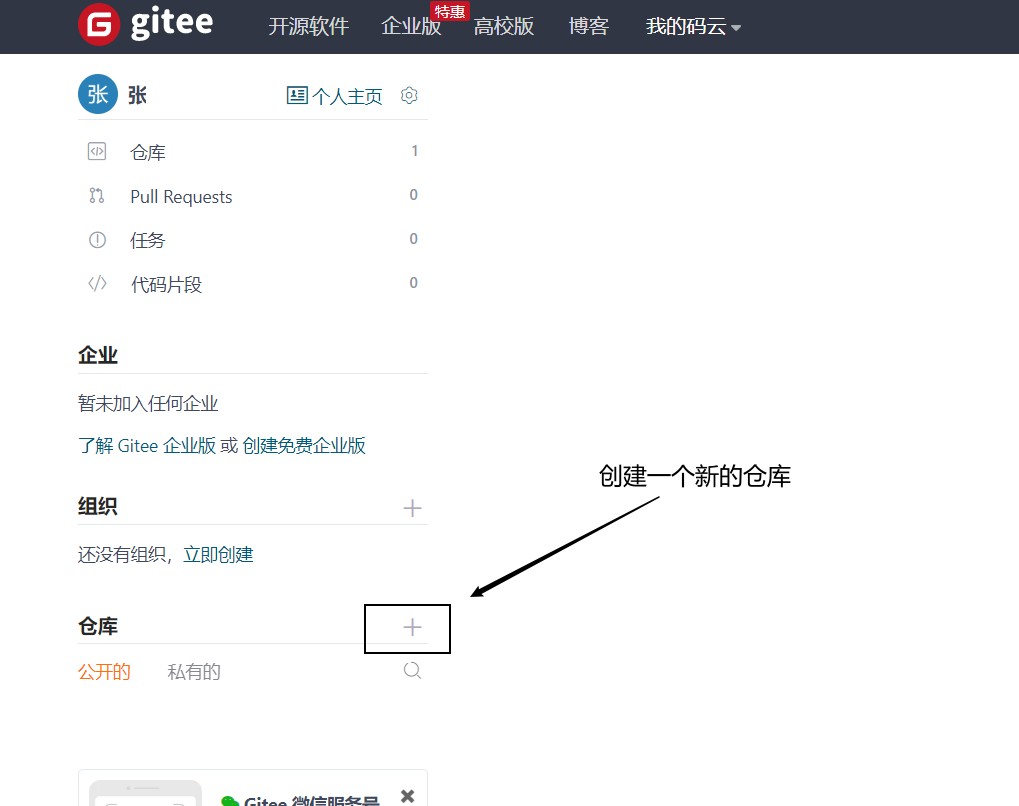 gitee 开源软件 企业版 特惠 高校版 博客 我的码云
张 张 个人主页
仓库 1
Pull Requests 0
任务 0
代码片段 0
企业
暂未加入任何企业
了解 Gitee 企业版 或 创建免费企业版
创建一个新的仓库
组织
还没有组织，立即创建
仓库
公开的 私有的
Gitee 微信服务号